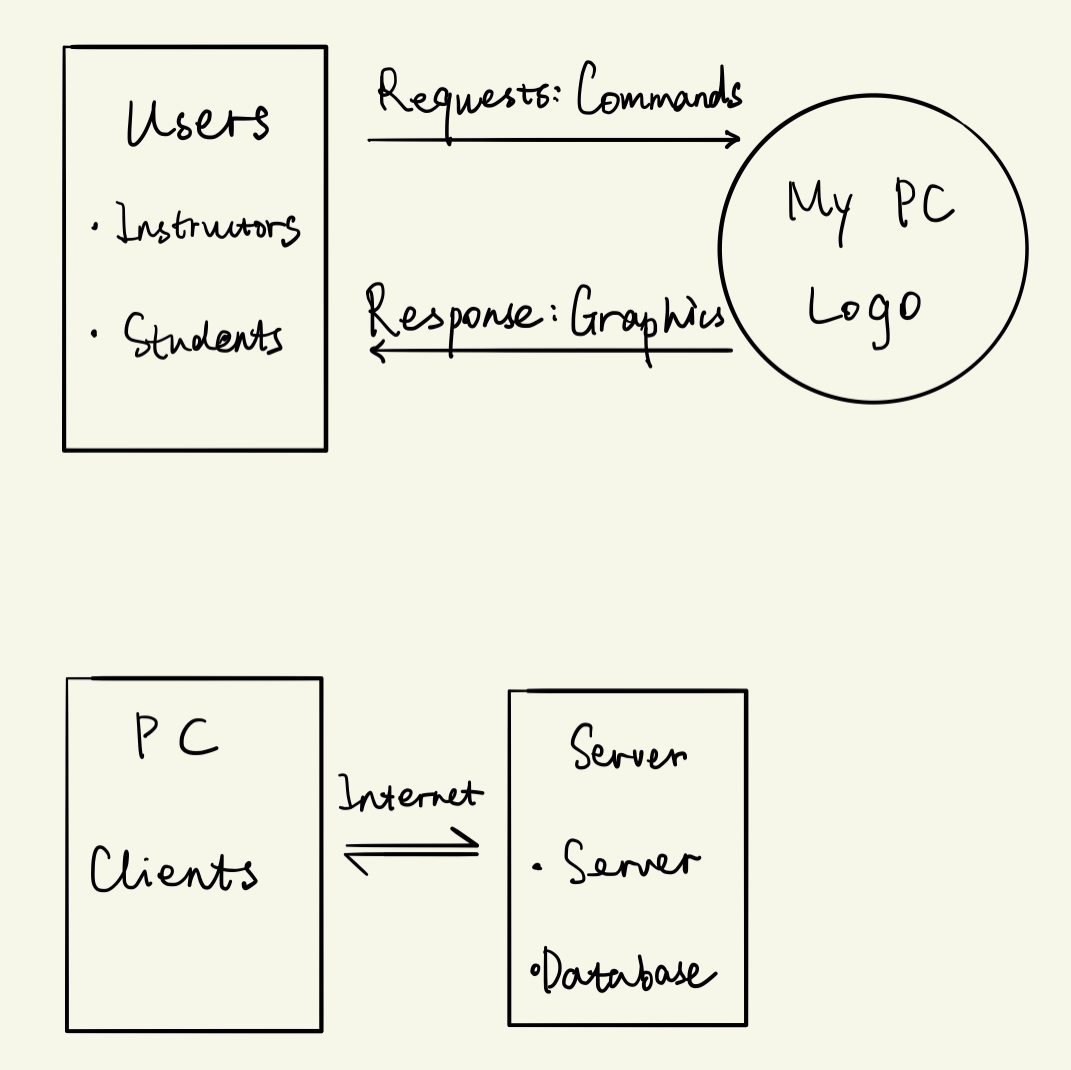 Users
· Instructors
· Students
Requests: Commands
Response: Graphics
My PC
Logo
PC
Clients
Internet
Server
· Server
· Database